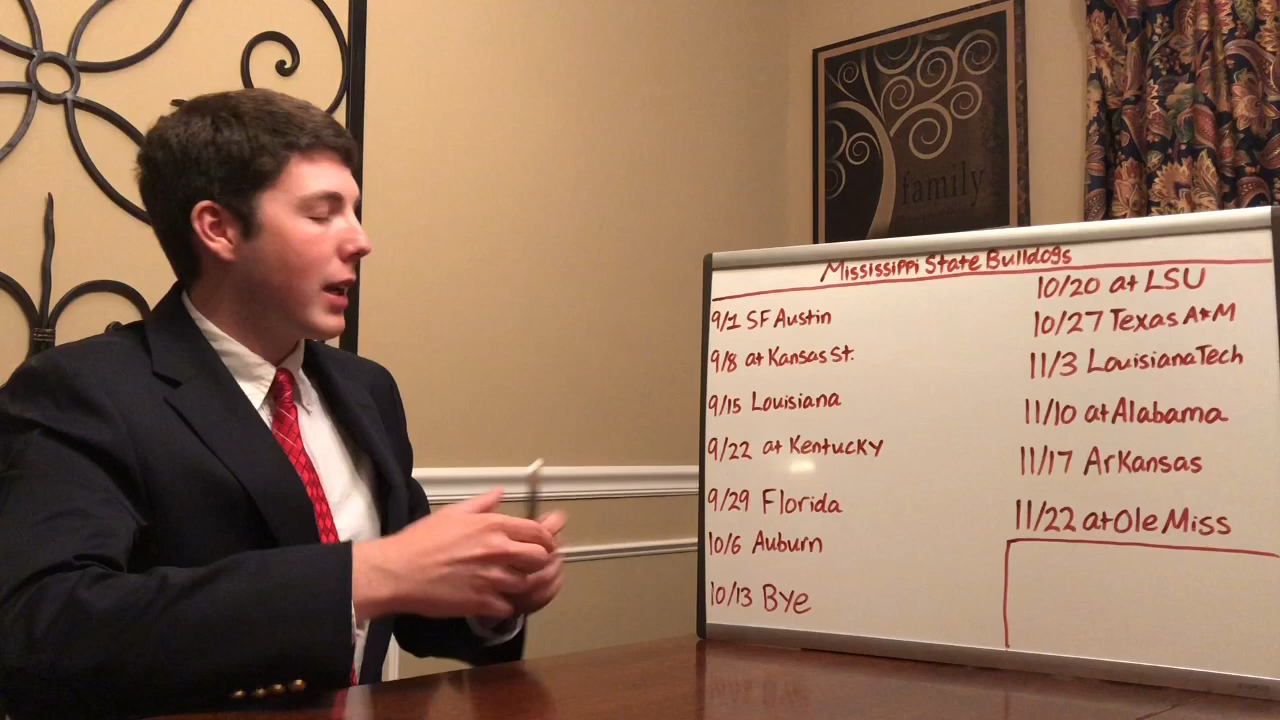 family
Mississippi State Bulldogs
9/1 SF Austin
9/8 at Kansas St.
9/15 Louisiana
9/22 at Kentucky
9/29 Florida
10/6 Auburn
10/13 Bye
10/20 at LSU
10/27 Texas A+M
11/3 Louisiana Tech
11/10 at Alabama
11/17 Arkansas
11/22 at Ole Miss